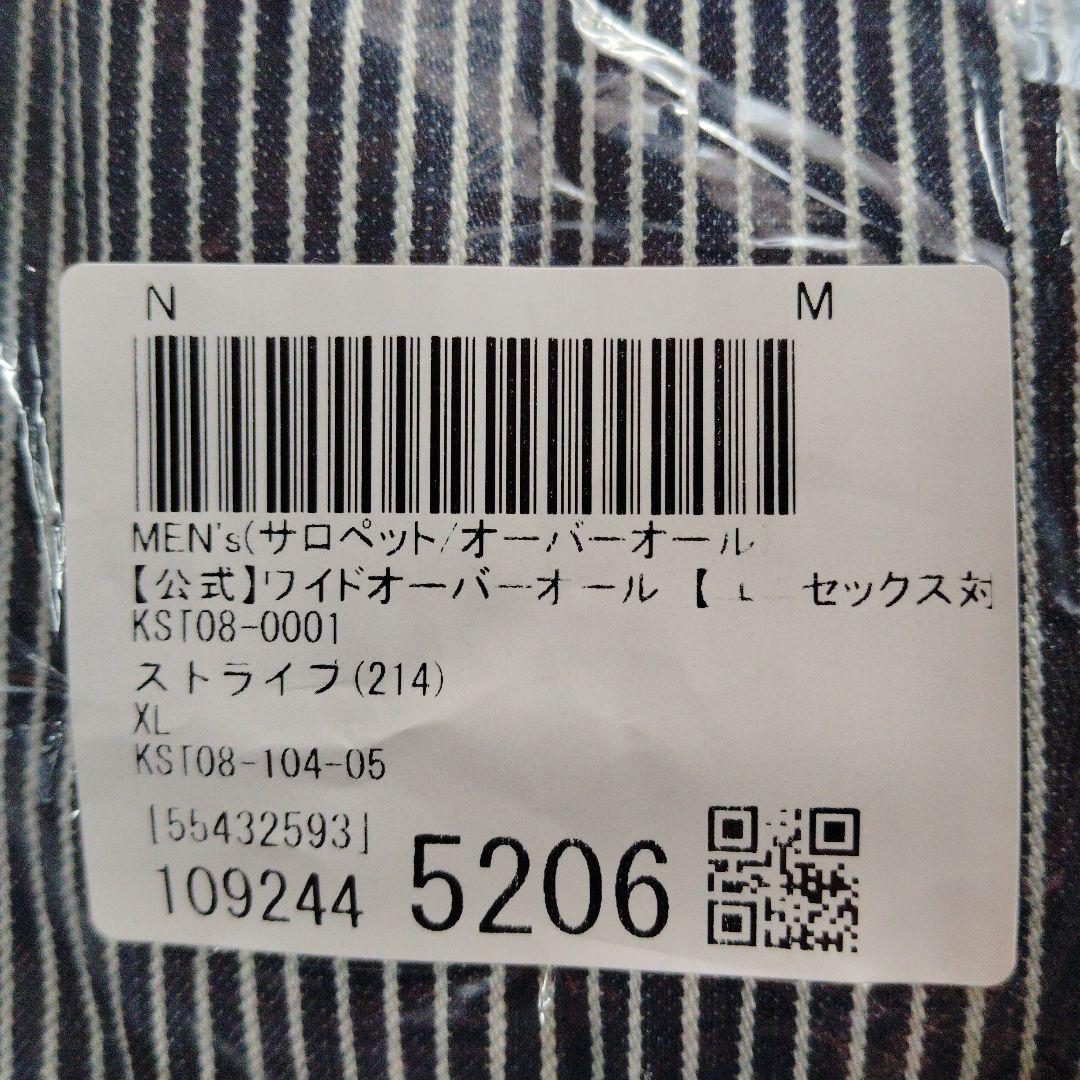 N M
MEN's(サロペット/オーバーオール)
【公式】ワイドオーバーオール 【 セックス対
KST08-0001
ストライプ(214)
XL
KST08-104-05
[55432593]
109244 5206